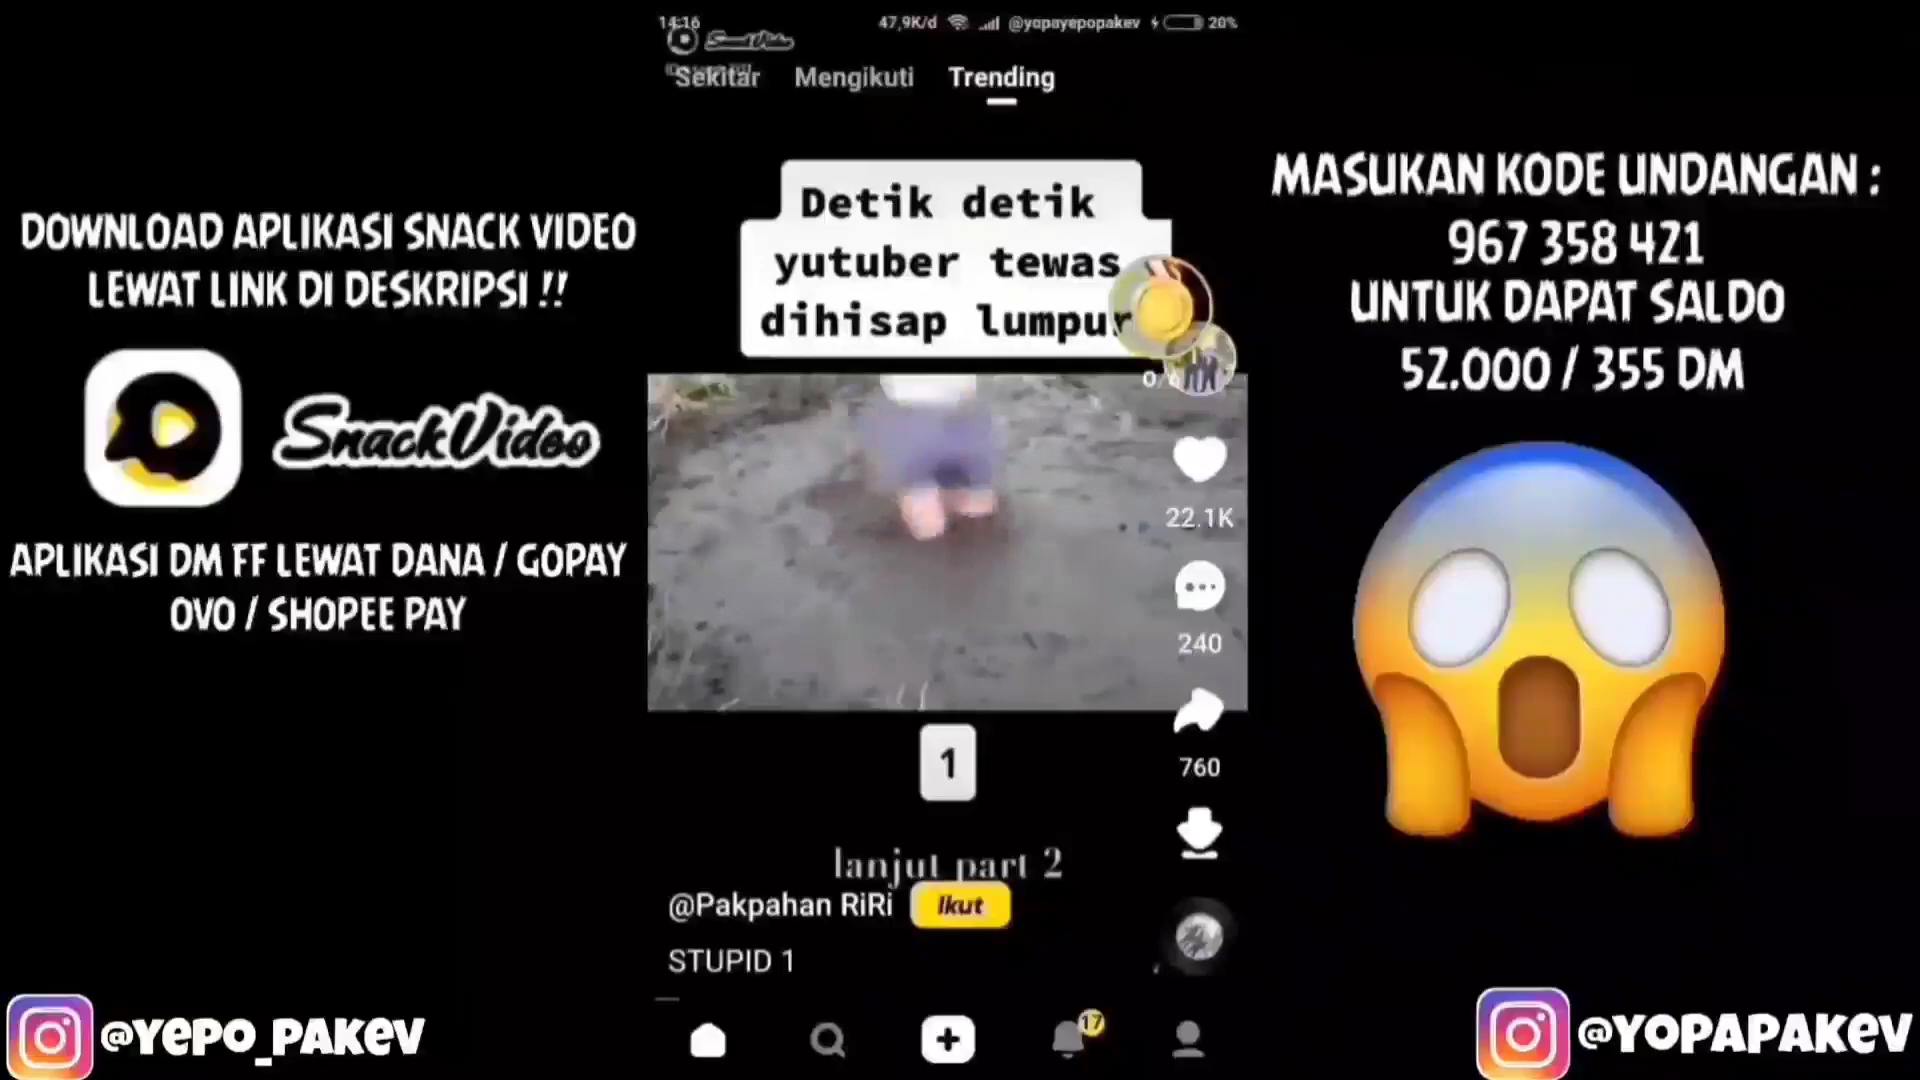 14:16
47,9K/d @yopayepopakev 20%
SnackVideo
Sekitar Mengikuti Trending
Detik detik
yutuber tewas
dihisap lumpur
DOWNLOAD APLIKASI SNACK VIDEO
LEWAT LINK DI DESKRIPSI !!
SnackVideo
APLIKASI DM FF LEWAT DANA / GOPAY
OVO / SHOPEE PAY
MASUKAN KODE UNDANGAN :
967 358 421
UNTUK DAPAT SALDO
52.000 / 355 DM
22.1K
240
760
1
lanjut part 2
@Pakpahan RiRi Ikut
STUPID 1
17
@YEPO_PAKEV
@YOPAPAKEV